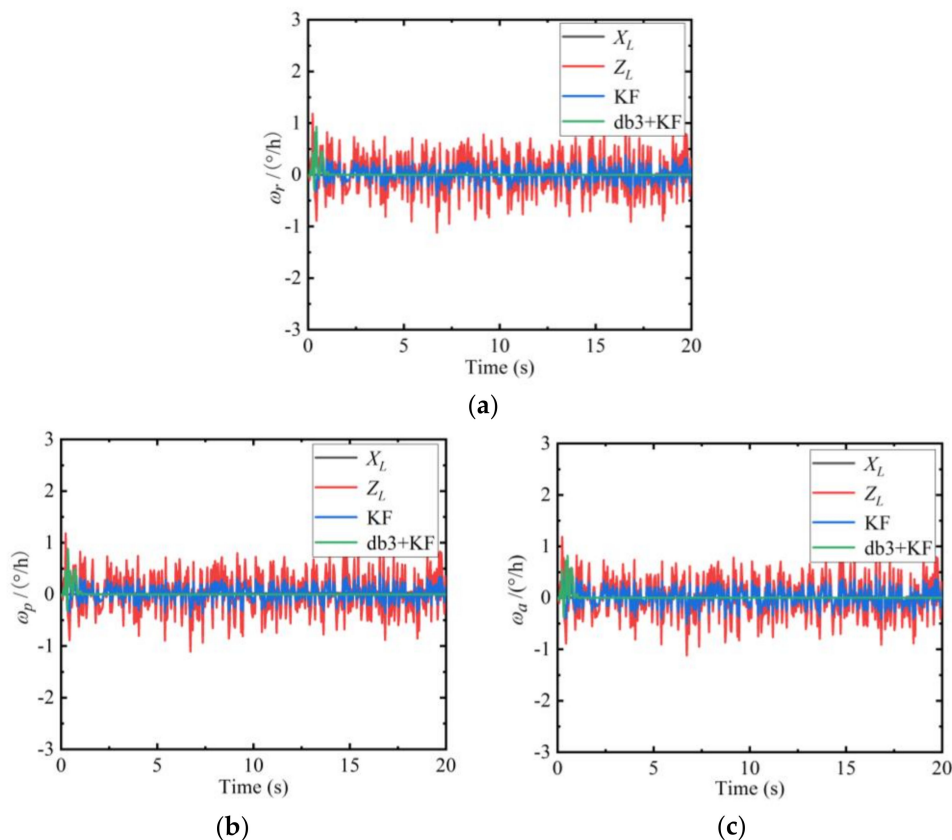 3
2
1
0
-1
-2
-3
ω_r / (°/h)
X_L
Z_L
KF
db3+KF
0 5 10 15 20
Time (s)
(a)
3
2
1
0
-1
-2
-3
ω_p / (°/h)
X_L
Z_L
KF
db3+KF
0 5 10 15 20
Time (s)
(b)
3
2
1
0
-1
-2
-3
ω_a / (°/h)
X_L
Z_L
KF
db3+KF
0 5 10 15 20
Time (s)
(c)